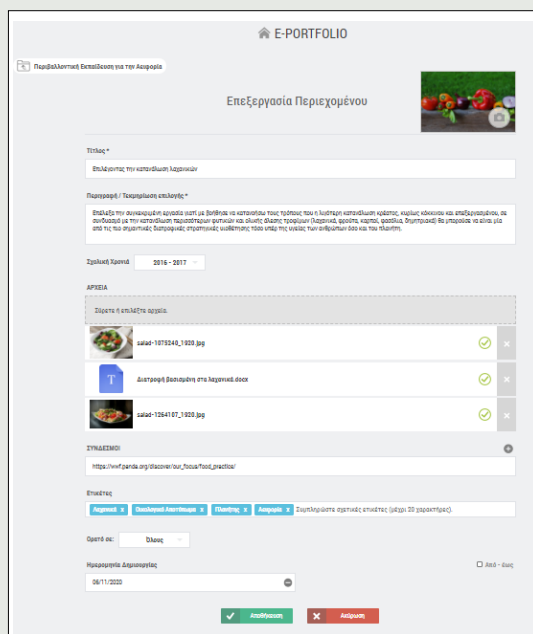 E-PORTFOLIO
Περιβαλλοντική Εκπαίδευση για την Αειφορία
Επεξεργασία Περιεχομένου
Τίτλος *
Επιλέγοντας την κατανάλωση λαχανικών
Περιγραφή / Τεκμηρίωση επιλογής *
Επέλεξα την συγκεκριμένη εργασία γιατί με βοήθησε να κατανοήσω τους τρόπους που η λιγότερη κατανάλωση κρέατος, κυρίως κόκκινου και επεξεργασμένου, σε
συνδυασμό με την κατανάλωση περισσότερων φυτικών και ολικής άλεσης τροφίμων (λαχανικά, φρούτα, καρποί, φασόλια, δημητριακά) θα μπορούσε να είναι μία
από τις πιο σημαντικές διατροφικές στρατηγικές υιοθέτησης τόσο υπέρ της υγείας των ανθρώπων όσο και του πλανήτη.
Σχολική Χρονιά 2016 - 2017
ΑΡΧΕΙΑ
Σύρετε ή επιλέξτε αρχεία.
salad-1075240_1920.jpg
T Διατροφή βασισμένη στα λαχανικά.docx
salad-1264107_1920.jpg
ΣΥΝΔΕΣΜΟΙ
https://wwf.panda.org/discover/our_focus/food_practice/
Ετικέτες
Λαχανικά x Οικολογικό Αποτύπωμα x Πλανήτης x Αειφορία x Συμπληρώστε σχετικές ετικέτες (μέχρι 20 χαρακτήρες).
Ορατό σε: Όλους
Ημερομηνία Δημιουργίας Από - έως
08/11/2020
Αποθήκευση Ακύρωση